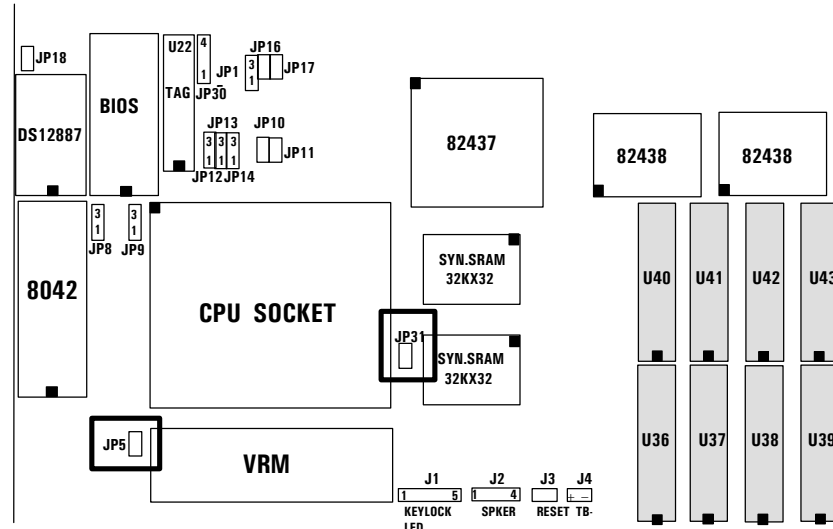 JP18
U22
4
1
JP1
JP30
JP16
3
1
JP17
BIOS
TAG
DS12887
JP13
3 3 3
1 1 1
JP12 JP14
JP10
JP11
82437
82438
82438
3
1
JP8
3
1
JP9
8042
CPU SOCKET
SYN.SRAM
32KX32
JP31
SYN.SRAM
32KX32
U40
U41
U42
U43
U36
U37
U38
U39
JP5
VRM
J1
1 5
KEYLOCK
LED
J2
1 4
SPKER
J3
RESET
J4
+ −
TB-